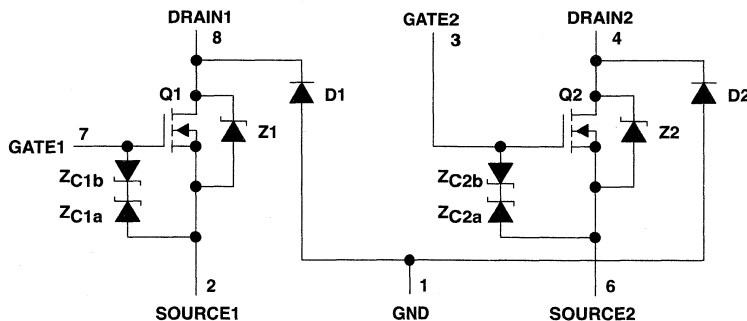 DRAIN1
8
GATE2
3
DRAIN2
4
Q1
D1
Q2
D2
GATE1
7
Z1
Z2
ZC1b
ZC1a
ZC2b
ZC2a
2
1
6
SOURCE1
GND
SOURCE2